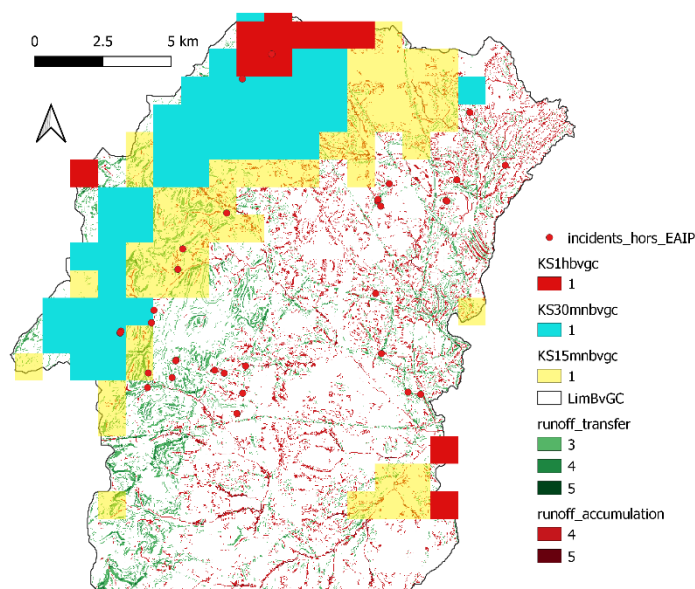 0 2.5 5 km
incidents_hors_EAIP
KS1hbvgc
1
KS30mnbvgc
1
KS15mnbvgc
1
LimBvGC
runoff_transfer
3
4
5
runoff_accumulation
4
5